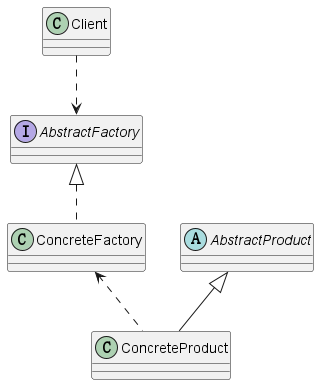 C Client
I AbstractFactory
C ConcreteFactory
A AbstractProduct
C ConcreteProduct